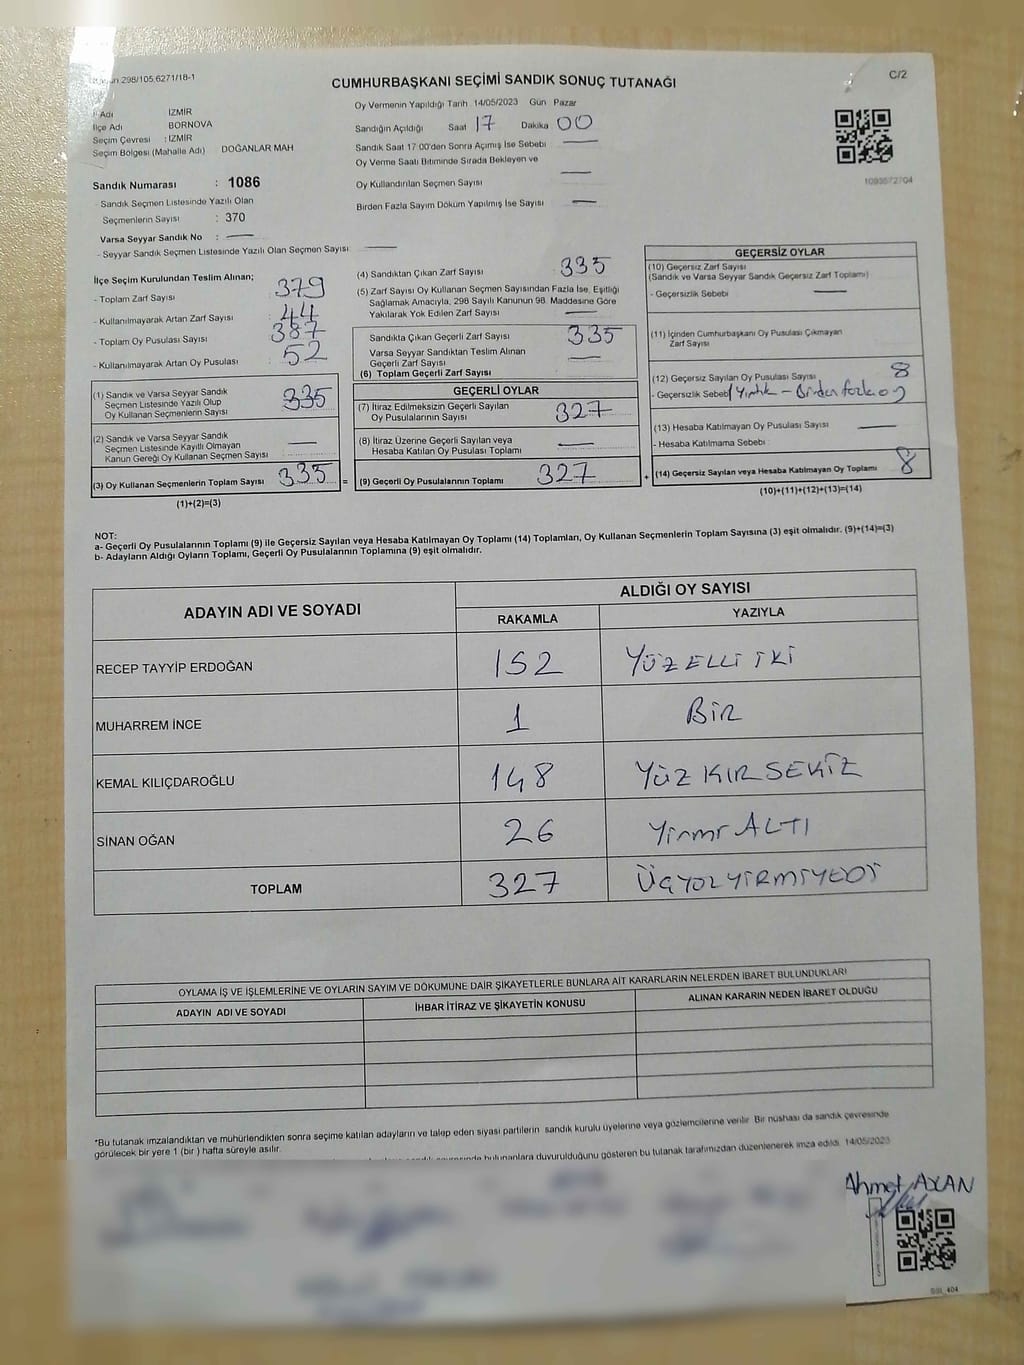 298/105,6271/18-1
C/2
CUMHURBAŞKANI SEÇİMİ SANDIK SONUÇ TUTANAĞI
İl Adı İZMİR
İlçe Adı BORNOVA
Seçim Çevresi : İZMİR
Seçim Bölgesi (Mahalle Adı) DOĞANLAR MAH
Sandık Numarası : 1086
- Sandık Seçmen Listesinde Yazılı Olan
Seçmenlerin Sayısı : 370
Varsa Seyyar Sandık No :
- Seyyar Sandık Seçmen Listesinde Yazılı Olan Seçmen Sayısı
Oy Vermenin Yapıldığı Tarih 14/05/2023 Gün Pazar
Sandığın Açıldığı Saat 17 Dakika 00
Sandık Saat 17 00'den Sonra Açımış İse Sebebi
Oy Verme Saati Bitiminde Sırada Bekleyen ve
Oy Kullandırılan Seçmen Sayısı
Birden Fazla Sayım Döküm Yapılmış İse Sayısı
1093572704
İlçe Seçim Kurulundan Teslim Alınan;
- Toplam Zarf Sayısı 379
- Kullanılmayarak Artan Zarf Sayısı : 44
- Toplam Oy Pusulası Sayısı 387
- Kullanılmayarak Artan Oy Pusulası 52
(1) Sandık ve Varsa Seyyar Sandık
Seçmen Listesinde Yazılı Olup
Oy Kullanan Seçmenlerin Sayısı 335
(2) Sandık ve Varsa Seyyar Sandık
Seçmen Listesinde Kayıtlı Olmayan
Kanun Gereği Oy Kullanan Seçmen Sayısı
(3) Oy Kullanan Seçmenlerin Toplam Sayısı 335 =
(1)+(2)=(3)
(4) Sandıktan Çıkan Zarf Sayısı 335
(5) Zarf Sayısı Oy Kullanan Seçmen Sayısından Fazla İse, Eşitliği
Sağlamak Amacıyla, 298 Sayılı Kanunun 98. Maddesine Göre
Yakılarak Yok Edilen Zarf Sayısı
Sandıkta Çıkan Geçerli Zarf Sayısı 335
Varsa Seyyar Sandıktan Teslim Alınan
Geçerli Zarf Sayısı
(6) Toplam Geçerli Zarf Sayısı
GEÇERLİ OYLAR
(7) İtiraz Edilmeksizin Geçerli Sayılan
Oy Pusulalarının Sayısı 327
(8) İtiraz Üzerine Geçerli Sayılan veya
Hesaba Katılan Oy Pusulası Toplamı
(9) Geçerli Oy Pusulalarının Toplamı 327 +
GEÇERSİZ OYLAR
(10) Geçersiz Zarf Sayısı
(Sandık ve Varsa Seyyar Sandık Geçersiz Zarf Toplamı)
- Geçersizlik Sebebi
(11) İçinden Cumhurbaşkanı Oy Pusulası Çıkmayan
Zarf Sayısı
(12) Geçersiz Sayılan Oy Pusulası Sayısı 8
- Geçersizlik Sebebi Yırtık - Birden fazla oy
(13) Hesaba Katılmayan Oy Pusulası Sayısı
- Hesaba Katılmama Sebebi
(14) Geçersiz Sayılan veya Hesaba Katılmayan Oy Toplamı 8
(10)+(11)+(12)+(13)=(14)
NOT:
a- Geçerli Oy Pusulalarının Toplamı (9) ile Geçersiz Sayılan veya Hesaba Katılmayan Oy Toplamı (14) Toplamları, Oy Kullanan Seçmenlerin Toplam Sayısına (3) eşit olmalıdır. (9)+(14)=(3)
b- Adayların Aldığı Oyların Toplamı, Geçerli Oy Pusulalarının Toplamına (9) eşit olmalıdır.
ADAYIN ADI VE SOYADI ALDIĞI OY SAYISI
RAKAMLA YAZIYLA
RECEP TAYYİP ERDOĞAN 152 YÜZELLİ İKİ
MUHARREM İNCE 1 BİR
KEMAL KILIÇDAROĞLU 148 YÜZ KIR SEKİZ
SİNAN OĞAN 26 Yirmi ALTI
TOPLAM 327 ÜÇYÜZYİRMİYEDİ
OYLAMA İŞ VE İŞLEMLERİNE VE OYLARIN SAYIM VE DÖKÜMÜNE DAİR ŞİKAYETLERLE BUNLARA AİT KARARLARIN NELERDEN İBARET BULUNDUKLARI
ADAYIN ADI VE SOYADI İHBAR İTİRAZ VE ŞİKAYETİN KONUSU ALINAN KARARIN NEDEN İBARET OLDUĞU
*Bu tutanak imzalandıktan ve mühürlendikten sonra seçime katılan adayların ve talep eden siyasi partilerin sandık kurulu üyelerine veya gözlemcilerine verilir. Bir nüshası da sandık çevresinde
görülecek bir yere 1 (bir ) hafta süreyle asılır.
bulunanlara duyurulduğunu gösteren bu tutanak tarafımızdan düzenlenerek imza edildi. 14/05/2023
Ahmet AXAN